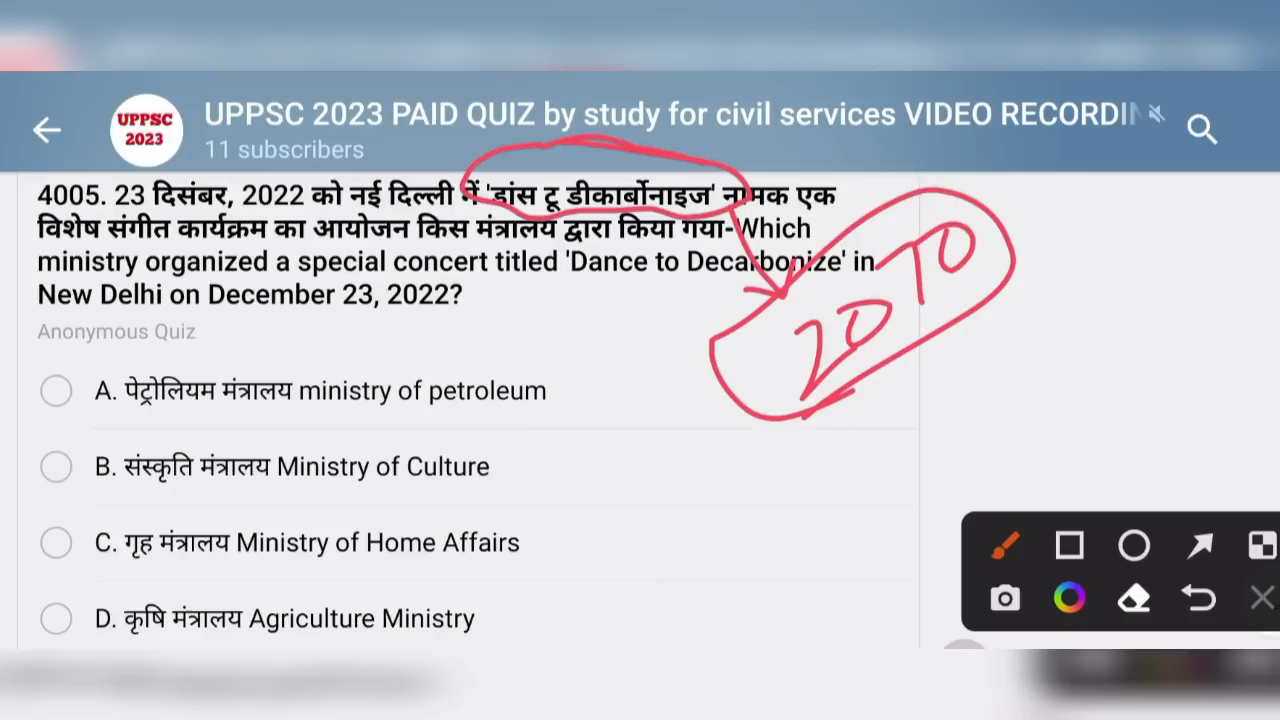 UPPSC 2023 PAID QUIZ by study for civil services VIDEO RECORDIN
UPPSC
2023
11 subscribers
4005. 23 दिसंबर, 2022 को नई दिल्ली में 'डांस टू डीकार्बोनाइज' नामक एक
विशेष संगीत कार्यक्रम का आयोजन किस मंत्रालय द्वारा किया गया-Which
ministry organized a special concert titled 'Dance to Decarbonize' in
New Delhi on December 23, 2022?
Anonymous Quiz
A. पेट्रोलियम मंत्रालय ministry of petroleum
B. संस्कृति मंत्रालय Ministry of Culture
C. गृह मंत्रालय Ministry of Home Affairs
D. कृषि मंत्रालय Agriculture Ministry